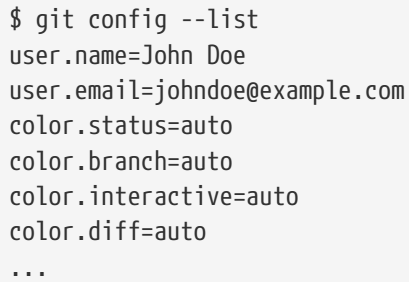 $ git config --list
user.name=John Doe
user.email=johndoe@example.com
color.status=auto
color.branch=auto
color.interactive=auto
color.diff=auto
...